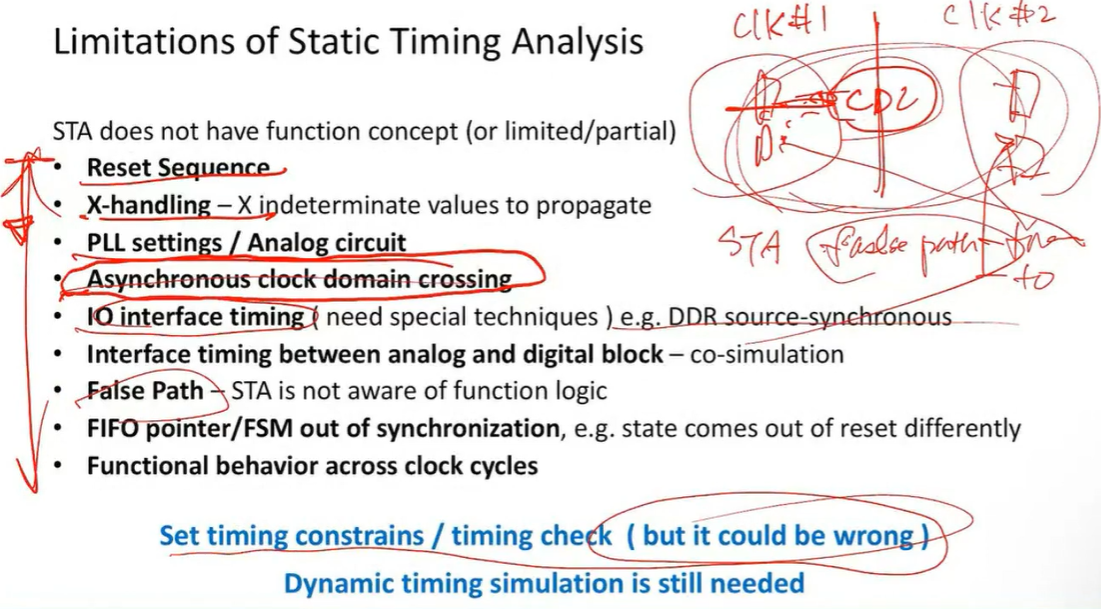 Limitations of Static Timing Analysis
clk#1
clk#2
CDC
STA false path - from
to
STA does not have function concept (or limited/partial)
• Reset Sequence
• X-handling – X indeterminate values to propagate
• PLL settings / Analog circuit
• Asynchronous clock domain crossing
• IO interface timing ( need special techniques ) e.g. DDR source-synchronous
• Interface timing between analog and digital block – co-simulation
• False Path – STA is not aware of function logic
• FIFO pointer/FSM out of synchronization, e.g. state comes out of reset differently
• Functional behavior across clock cycles
Set timing constrains / timing check ( but it could be wrong )
Dynamic timing simulation is still needed